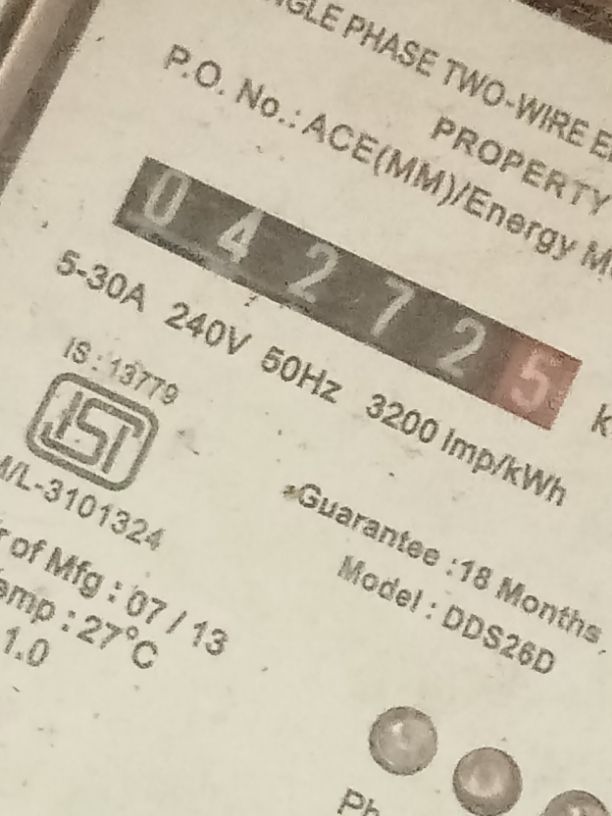 SINGLE PHASE TWO-WIRE
PROPERTY
P.O. No.: ACE(MM)/Energy
0 4 2 7 2 5
5-30A 240V 50Hz 3200 imp/kWh
IS : 13779
ISI
/L-3101324
of Mfg : 07 / 13
emp : 27°C
1.0
Guarantee : 18 Months,
Model : DDS26D
Ph